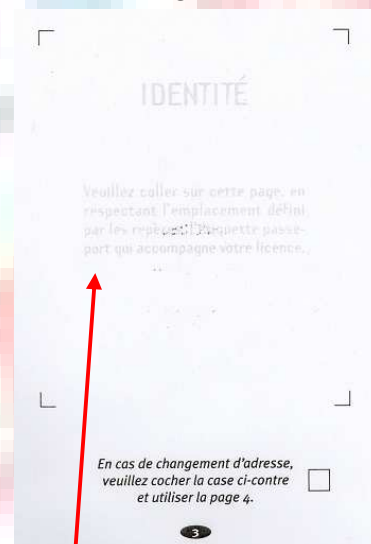 IDENTITÉ
Veuillez coller sur cette page, en
respectant l'emplacement défini
par les repères, l'étiquette passe-
port qui accompagne votre licence.
En cas de changement d'adresse,
veuillez cocher la case ci-contre
et utiliser la page 4.
3